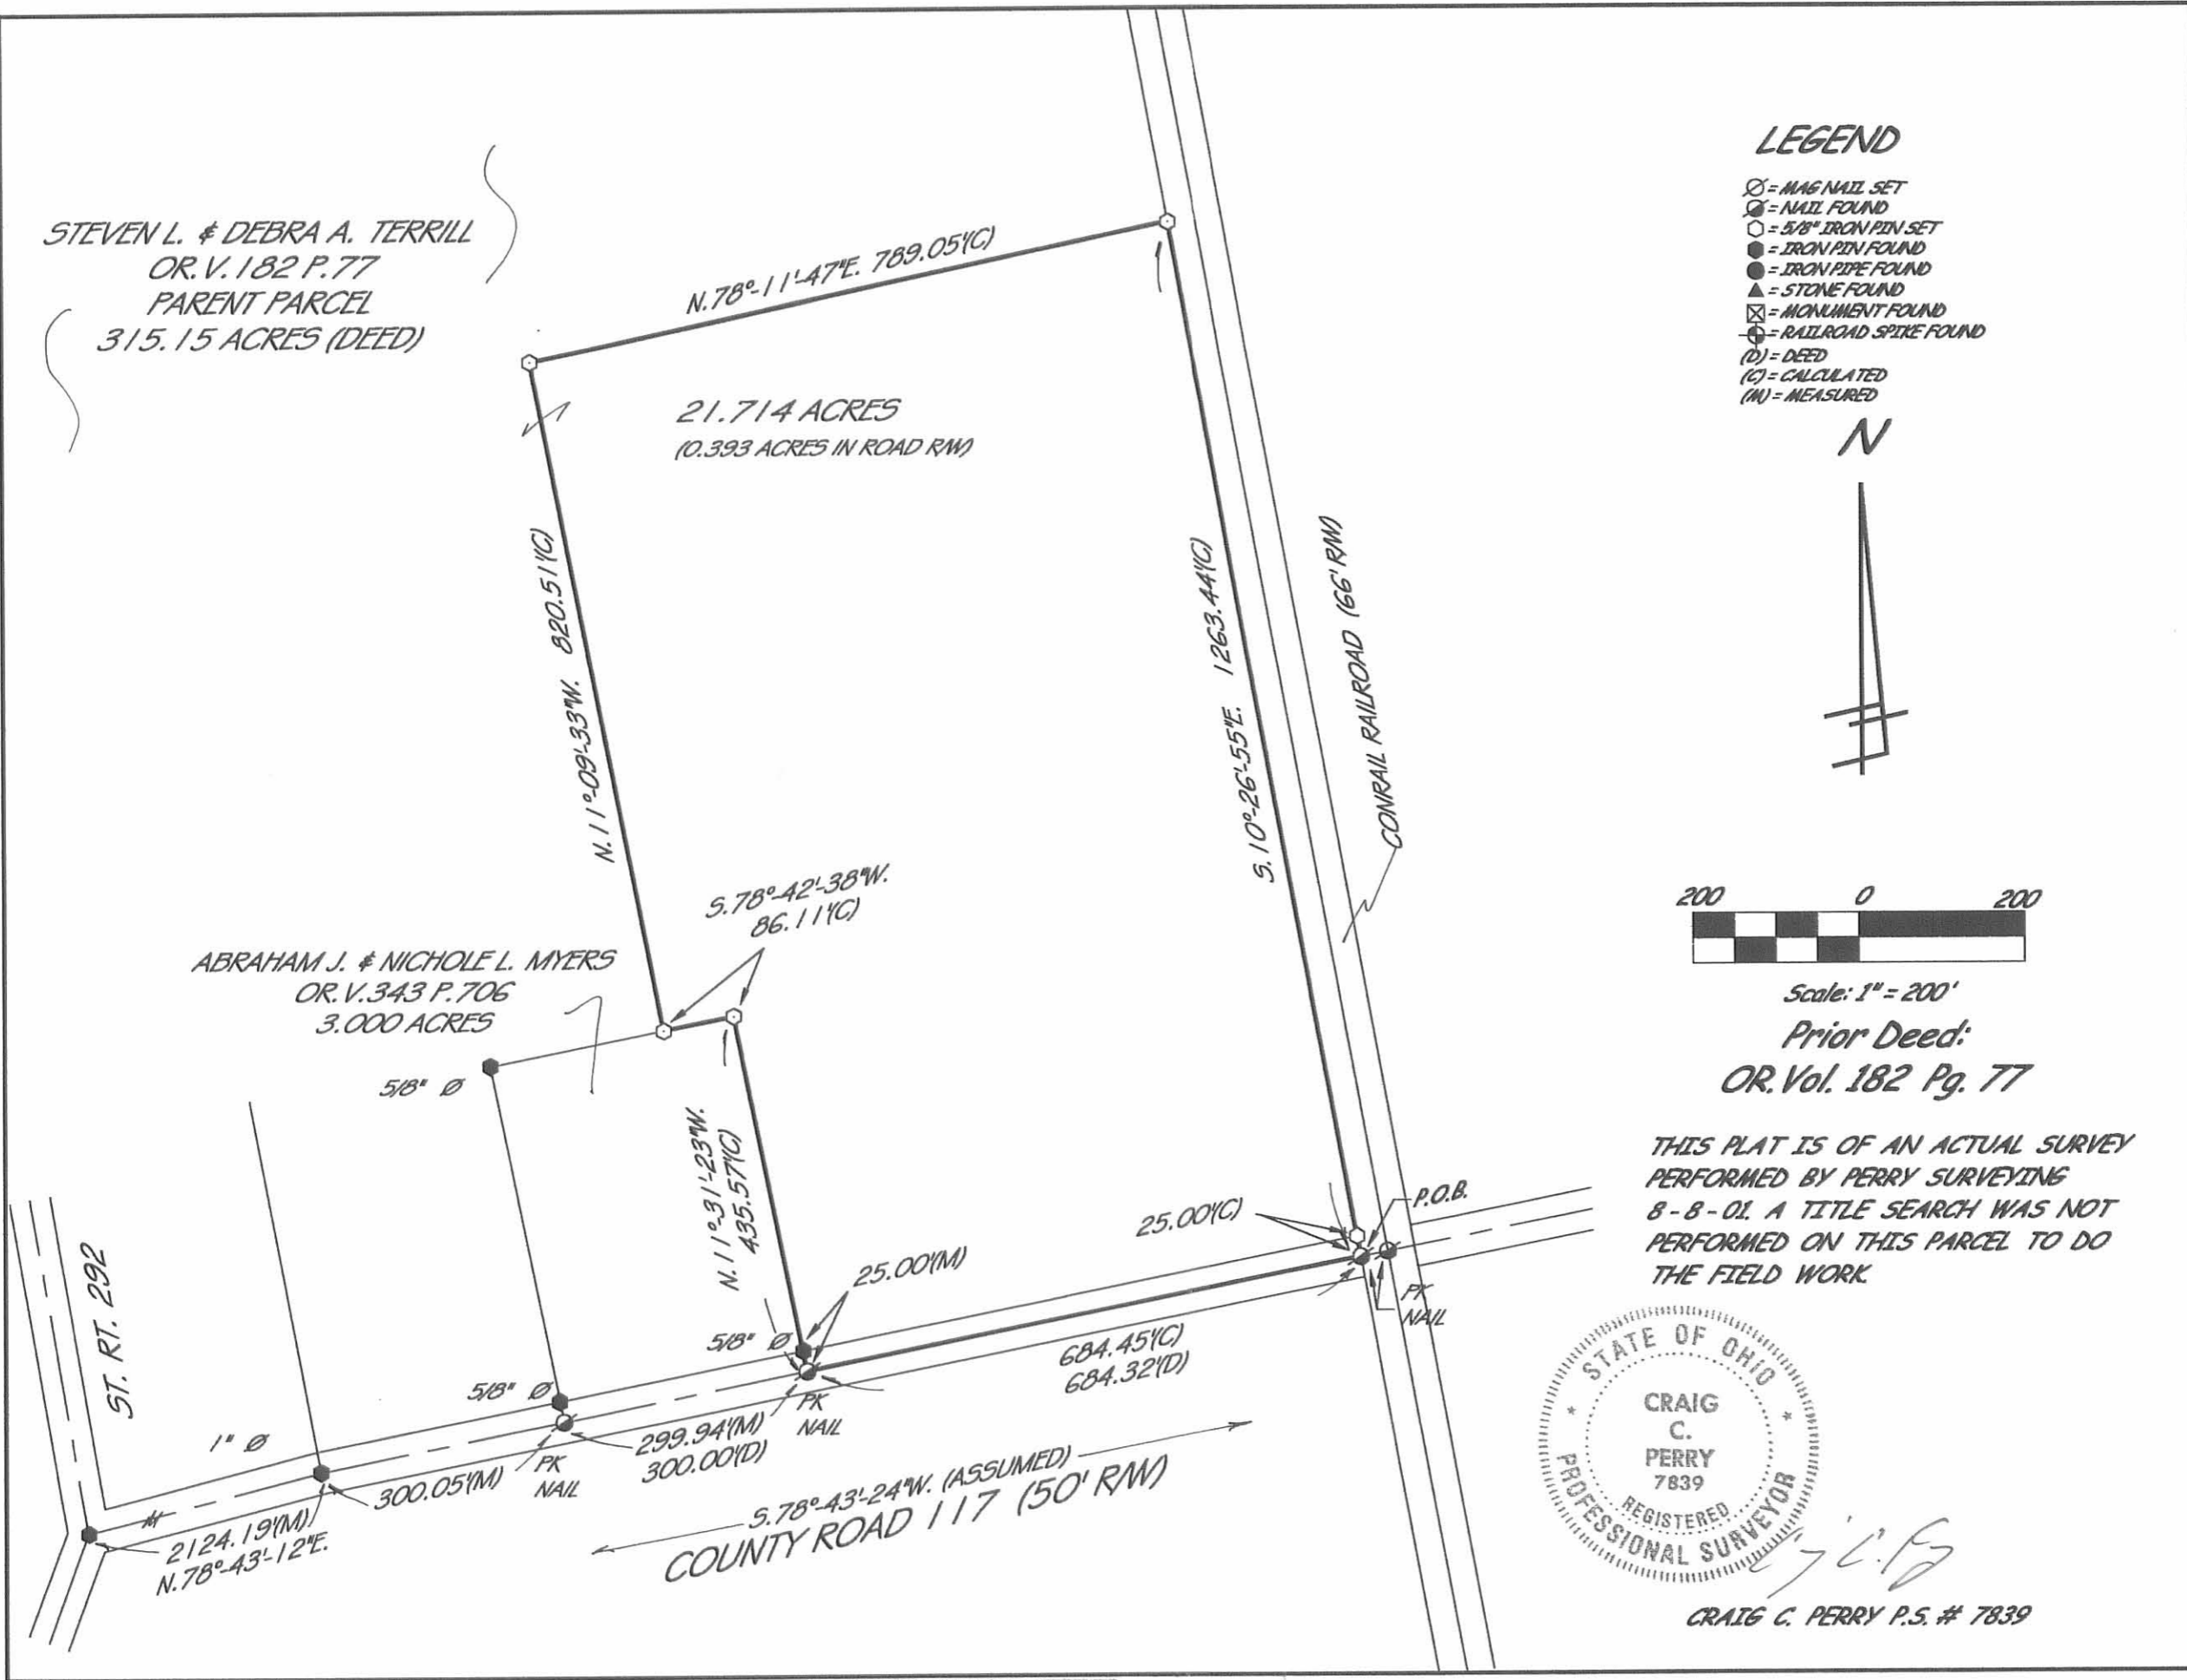 STEVEN L. & DEBRA A. TERRILL
OR. V. 182 P. 77
PARENT PARCEL
315.15 ACRES (DEED)
N.78°-11'-47"E. 789.05'(C)
21.714 ACRES
(0.393 ACRES IN ROAD R/W)
N.11°-09'-33"W. 820.51'(C)
S.10°-26'-55"E. 1263.44'(C)
CONRAIL RAILROAD (66' R/W)
S.78°-42'-38"W.
86.11'(C)
ABRAHAM J. & NICHOLE L. MYERS
OR. V. 343 P. 706
3.000 ACRES
5/8" Ø
N.11°-31'-23"W.
435.57'(C)
25.00'(M)
25.00'(C)
P.O.B.
PK
NAIL
5/8" Ø
684.45'(C)
684.32'(D)
PK
NAIL
5/8" Ø
299.94'(M)
300.00'(D)
PK
NAIL
300.05'(M)
1" Ø
ST. RT. 292
2124.19'(M)
N.78°-43'-12"E.
S.78°-43'-24"W. (ASSUMED)
COUNTY ROAD 117 (50' R/W)
LEGEND
Ø = MAG NAIL SET
= NAIL FOUND
= 5/8" IRON PIN SET
= IRON PIN FOUND
= IRON PIPE FOUND
= STONE FOUND
= MONUMENT FOUND
= RAILROAD SPIKE FOUND
(D) = DEED
(C) = CALCULATED
(M) = MEASURED
N
200 0 200
Scale: 1" = 200'
Prior Deed:
OR. Vol. 182 Pg. 77
THIS PLAT IS OF AN ACTUAL SURVEY
PERFORMED BY PERRY SURVEYING
8-8-01. A TITLE SEARCH WAS NOT
PERFORMED ON THIS PARCEL TO DO
THE FIELD WORK.
STATE OF OHIO
CRAIG
C.
PERRY
7839
REGISTERED
PROFESSIONAL SURVEYOR
CRAIG C. PERRY P.S. # 7839